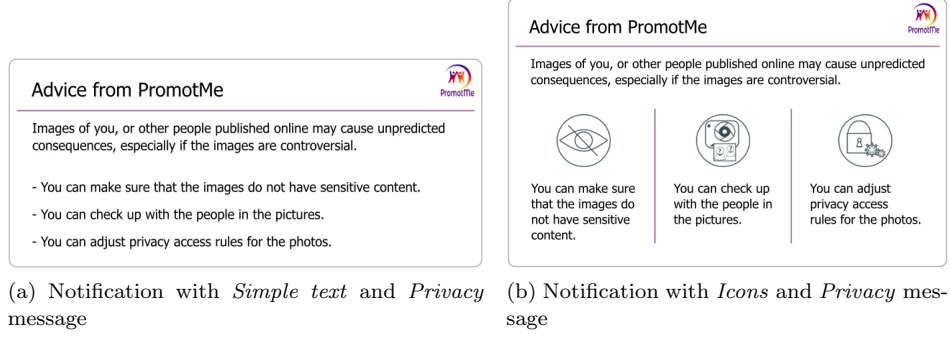 Advice from PromotMe
PromotMe
Images of you, or other people published online may cause unpredicted
consequences, especially if the images are controversial.
- You can make sure that the images do not have sensitive content.
- You can check up with the people in the pictures.
- You can adjust privacy access rules for the photos.
(a) Notification with Simple text and Privacy
message
Advice from PromotMe
PromotMe
Images of you, or other people published online may cause unpredicted
consequences, especially if the images are controversial.
You can make sure
that the images do
not have sensitive
content.
You can check up
with the people in
the pictures.
You can adjust
privacy access
rules for the photos.
(b) Notification with Icons and Privacy mes-
sage